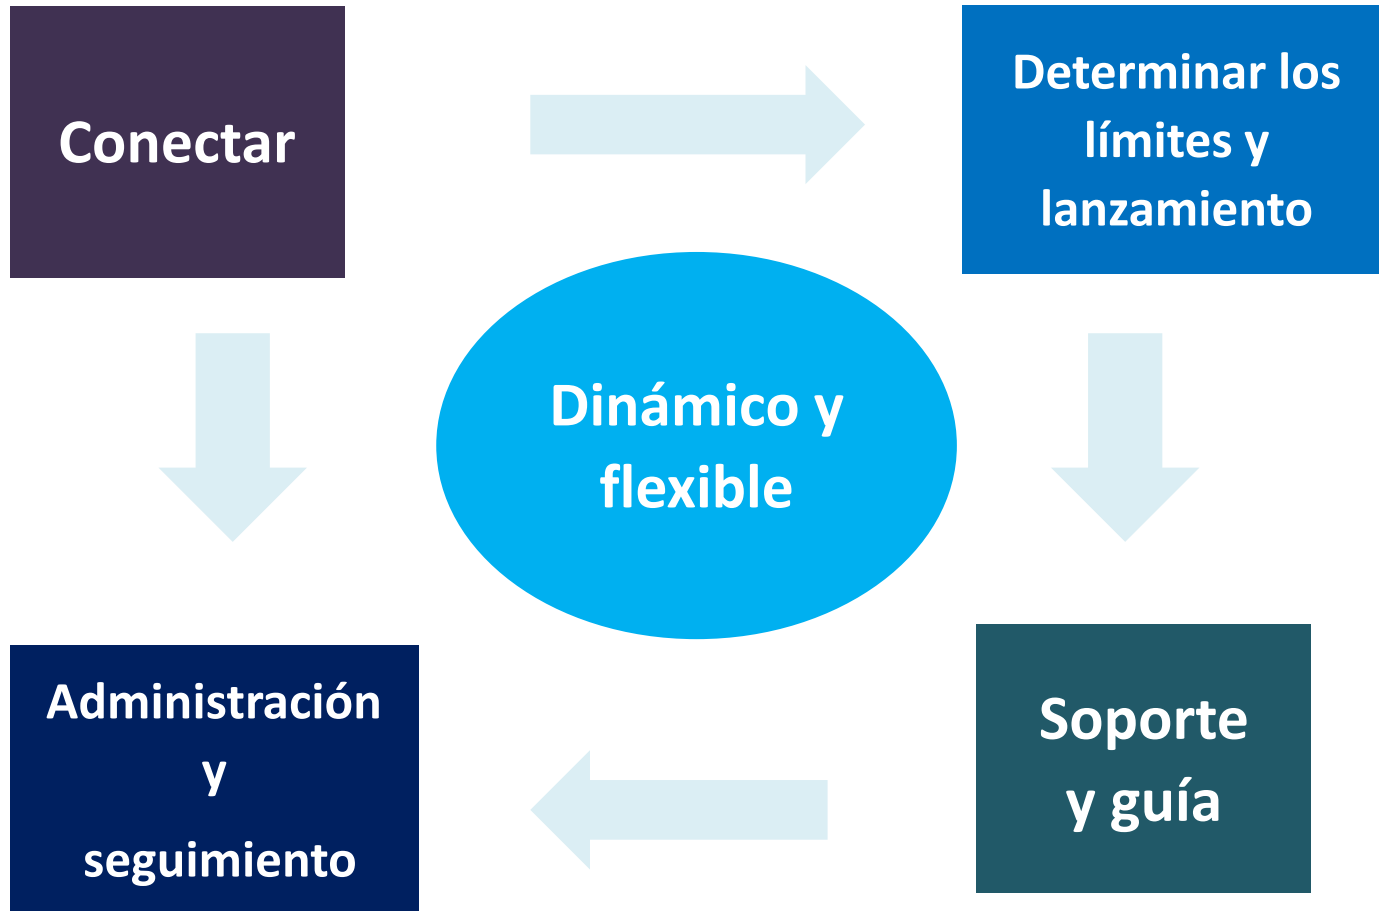 Conectar
Determinar los
límites y
lanzamiento
Dinámico y
flexible
Administración
y
seguimiento
Soporte
y guía